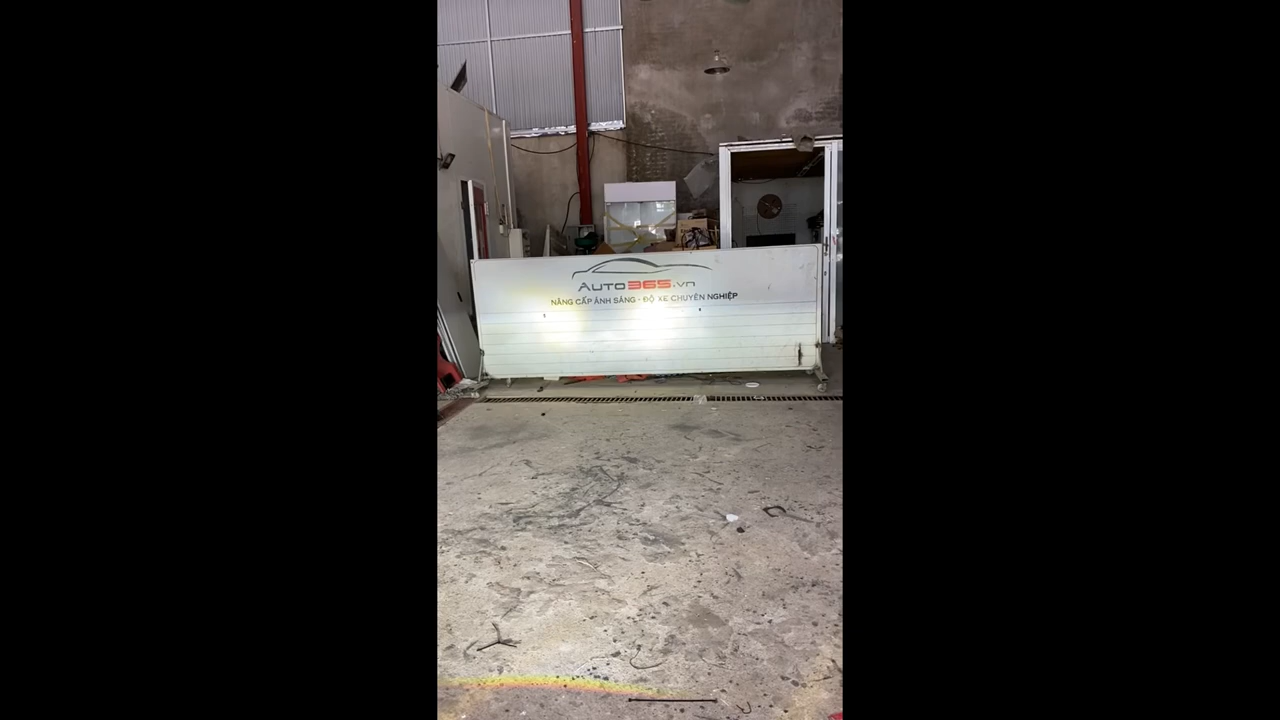 AUTO365.vn
NÂNG CẤP ÁNH SÁNG - ĐỘ XE CHUYÊN NGHIỆP